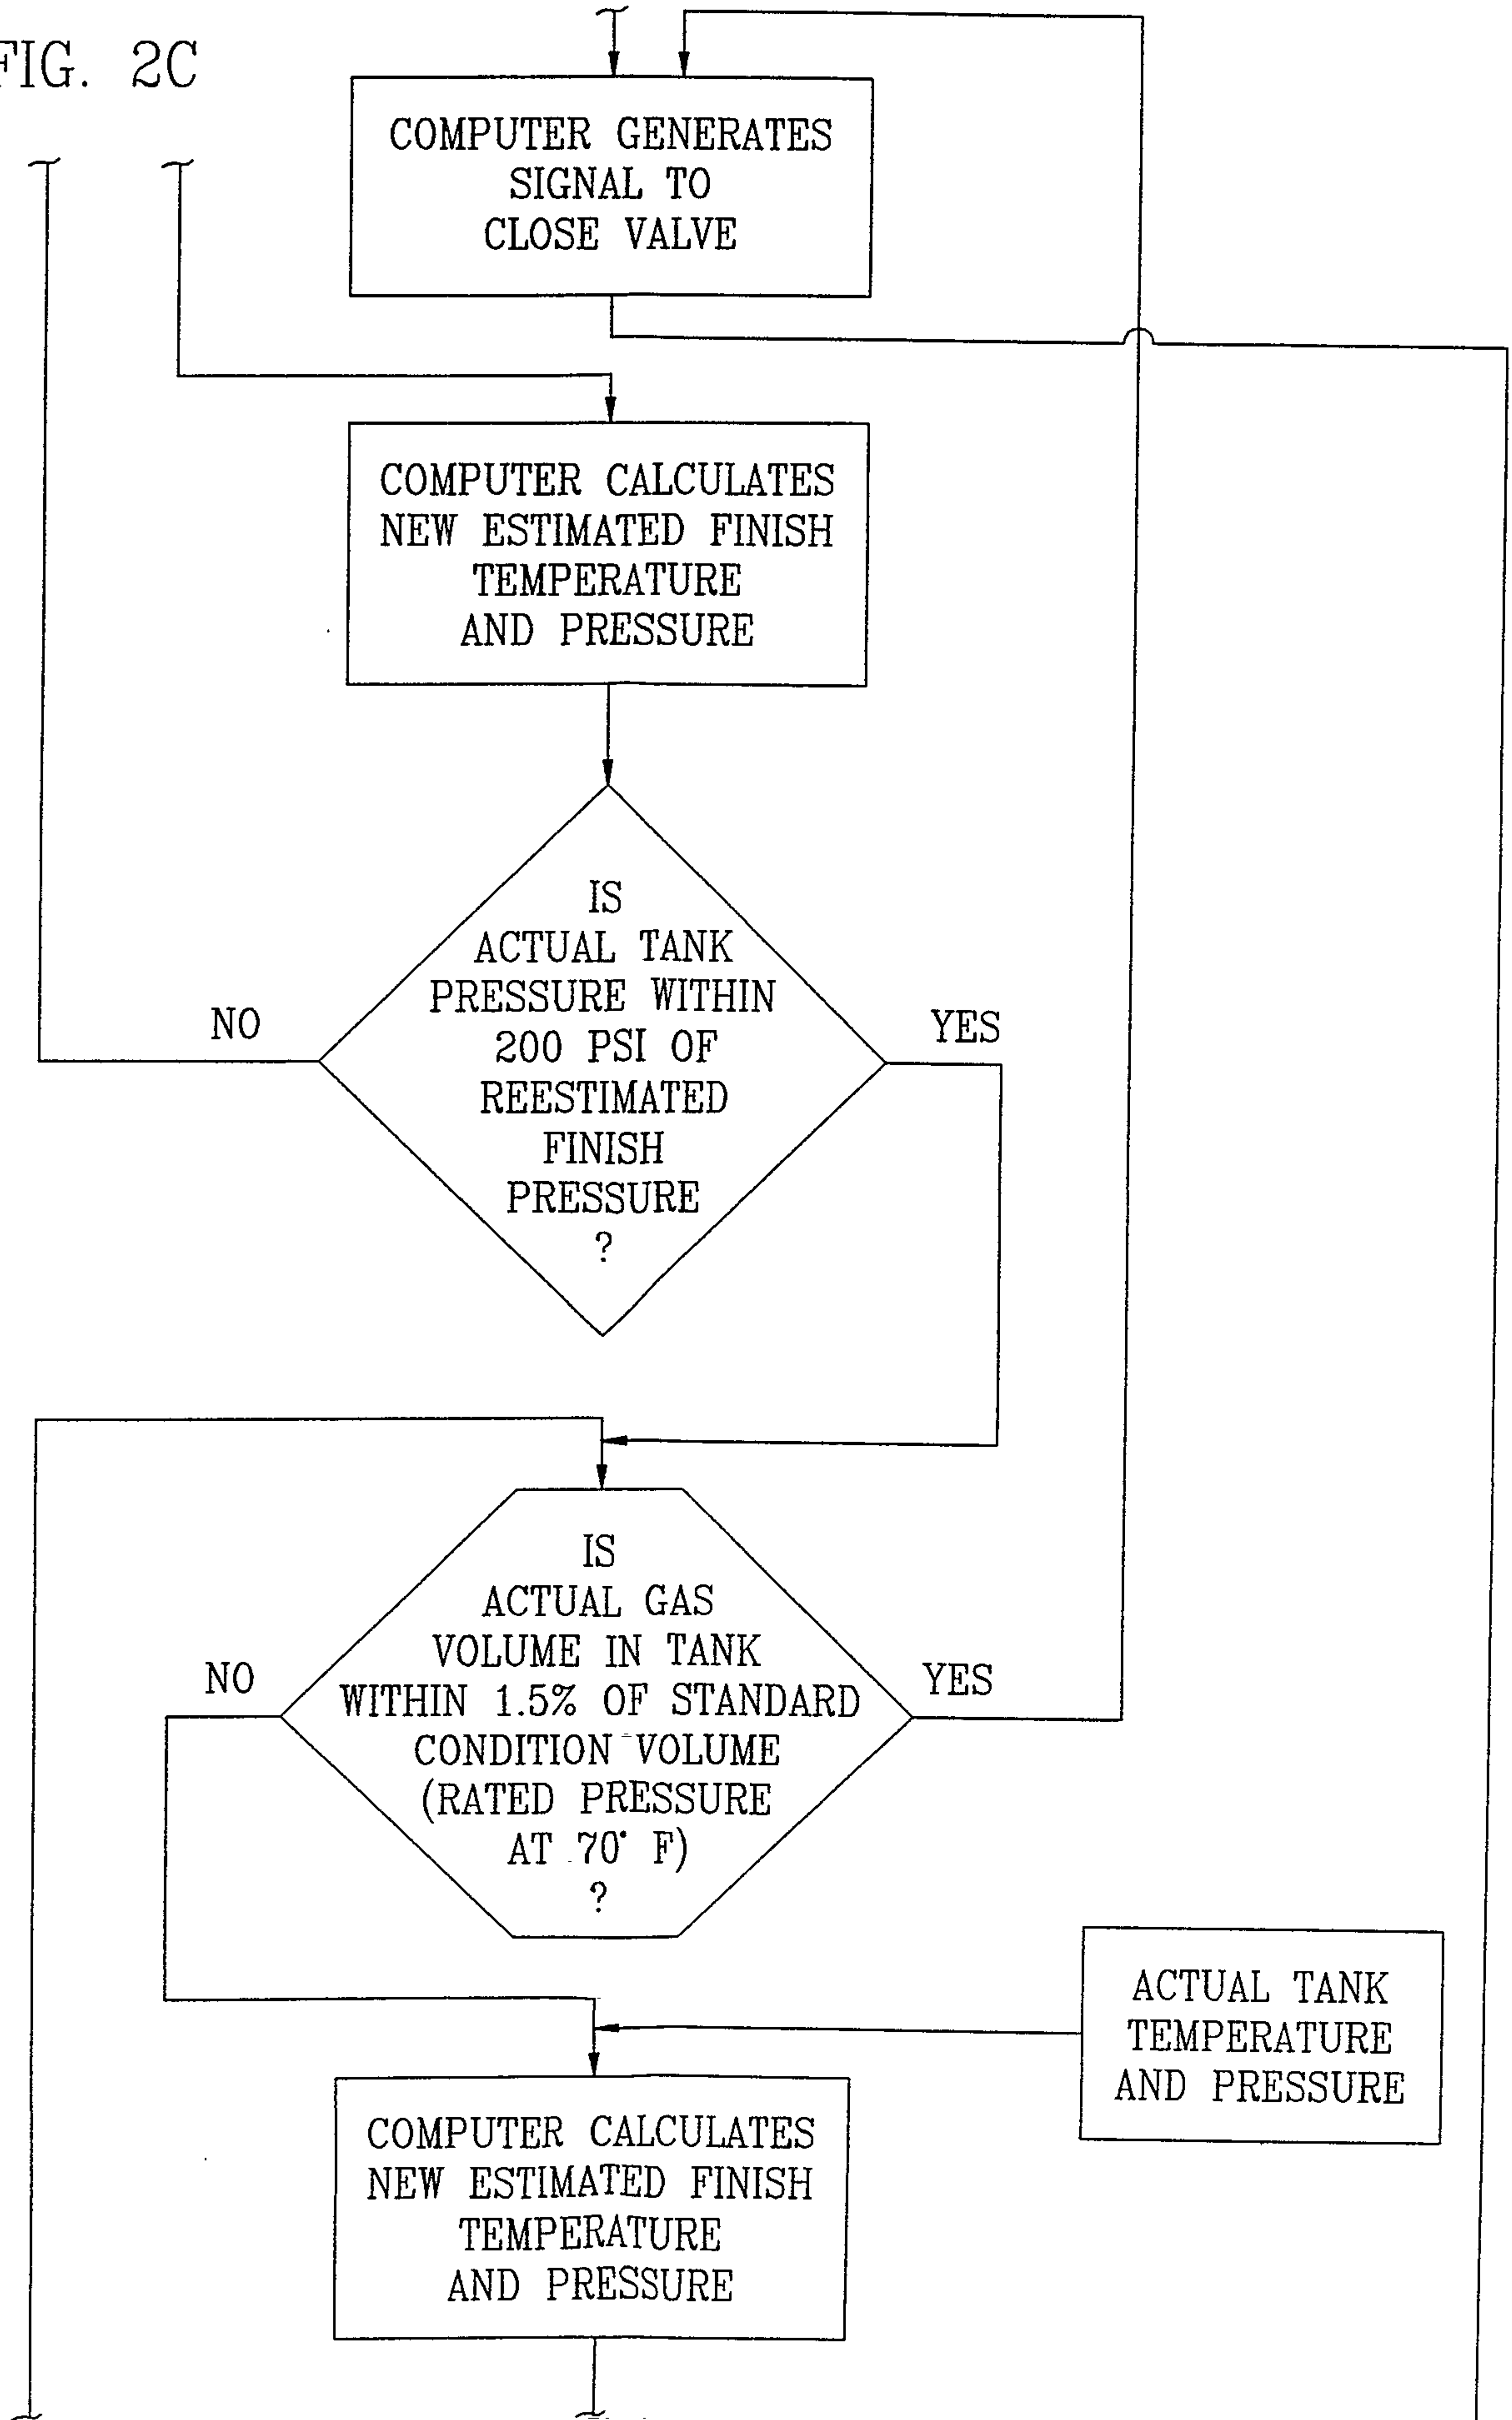 FIG. 2C
COMPUTER GENERATES
SIGNAL TO
CLOSE VALVE
COMPUTER CALCULATES
NEW ESTIMATED FINISH
TEMPERATURE
AND PRESSURE
IS
ACTUAL TANK
PRESSURE WITHIN
200 PSI OF
REESTIMATED
FINISH
PRESSURE
?
NO
YES
IS
ACTUAL GAS
VOLUME IN TANK
WITHIN 1.5% OF STANDARD
CONDITION VOLUME
(RATED PRESSURE
AT 70° F)
?
NO
YES
ACTUAL TANK
TEMPERATURE
AND PRESSURE
COMPUTER CALCULATES
NEW ESTIMATED FINISH
TEMPERATURE
AND PRESSURE